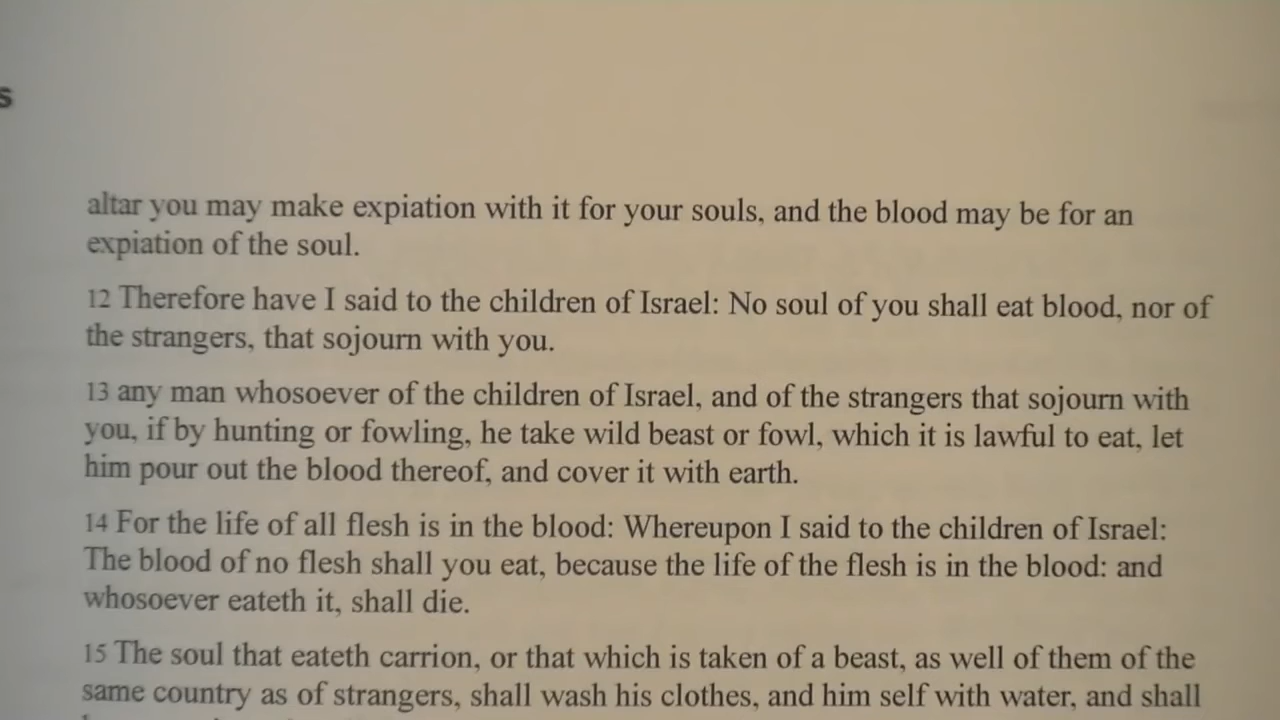 s
altar you may make expiation with it for your souls, and the blood may be for an
expiation of the soul.
12 Therefore have I said to the children of Israel: No soul of you shall eat blood, nor of
the strangers, that sojourn with you.
13 any man whosoever of the children of Israel, and of the strangers that sojourn with
you, if by hunting or fowling, he take wild beast or fowl, which it is lawful to eat, let
him pour out the blood thereof, and cover it with earth.
14 For the life of all flesh is in the blood: Whereupon I said to the children of Israel:
The blood of no flesh shall you eat, because the life of the flesh is in the blood: and
whosoever eateth it, shall die.
15 The soul that eateth carrion, or that which is taken of a beast, as well of them of the
same country as of strangers, shall wash his clothes, and him self with water, and shall